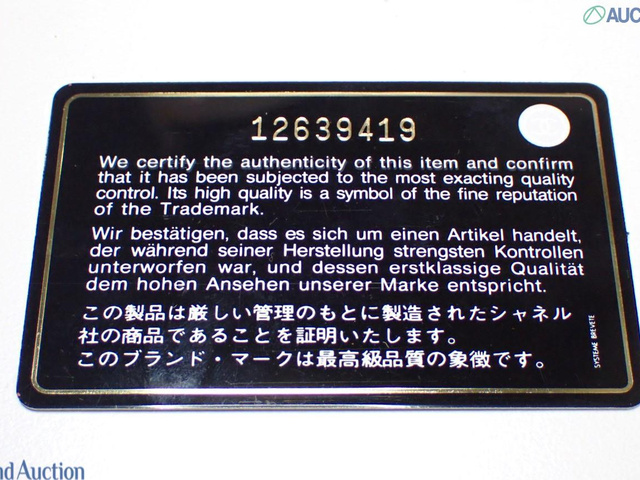 AUC
12639419
We certify the authenticity of this item and confirm
that it has been subjected to the most exacting quality
control. Its high quality is a symbol of the fine reputation
of the Trademark.
Wir bestätigen, dass es sich um einen Artikel handelt,
der während seiner Herstellung strengsten Kontrollen
unterworfen war, und dessen erstklassige Qualität
dem hohen Ansehen unserer Marke entspricht.
この製品は厳しい管理のもとに製造されたシャネル
社の商品であることを証明いたします。
このブランド・マークは最高級品質の象徴です。
SYSTEME BREVETE
nd Auction